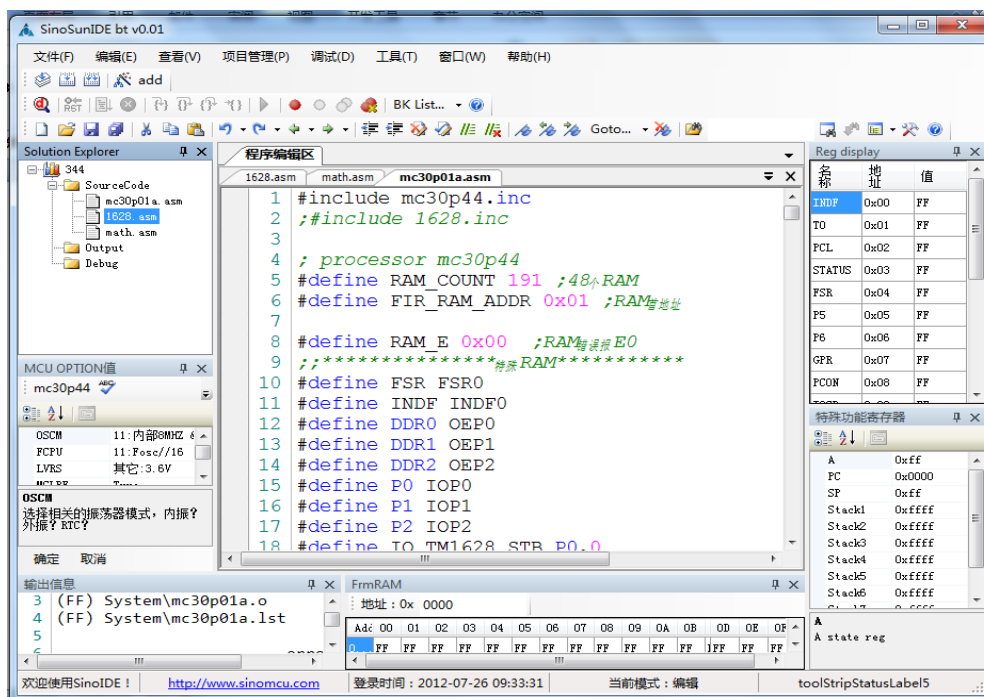 SinoSunIDE bt v0.01
文件(F) 编辑(E) 查看(V) 项目管理(P) 调试(D) 工具(T) 窗口(W) 帮助(H)
add
RST BK List...
Goto...
Solution Explorer
344
SourceCode
mc30p01a.asm
1628.asm
math.asm
Output
Debug
MCU OPTION值
mc30p44
OSCM 11:内部8MHZ
FCPU 11:Fosc//16
LVRS 其它:3.6V
OSCM
选择相关的振荡器模式，内振?
外振? RTC?
确定 取消
程序编辑区
1628.asm math.asm mc30p01a.asm
1 #include mc30p44.inc
2 ;#include 1628.inc
3
4 ; processor mc30p44
5 #define RAM_COUNT 191 ;48个RAM
6 #define FIR_RAM_ADDR 0x01 ;RAM首地址
7
8 #define RAM_E 0x00 ;RAM错误报E0
9 ;;***************特殊RAM***********
10 #define FSR FSR0
11 #define INDF INDF0
12 #define DDR0 OEP0
13 #define DDR1 OEP1
14 #define DDR2 OEP2
15 #define P0 IOP0
16 #define P1 IOP1
17 #define P2 IOP2
18 #define IO_TM1628_STB P0,0
Reg display
名称 地址 值
INDF 0x00 FF
T0 0x01 FF
PCL 0x02 FF
STATUS 0x03 FF
FSR 0x04 FF
P5 0x05 FF
P6 0x06 FF
GPR 0x07 FF
PCON 0x08 FF
特殊功能寄存器
A 0xff
PC 0x0000
SP 0xff
Stack1 0xffff
Stack2 0xffff
Stack3 0xffff
Stack4 0xffff
Stack5 0xffff
Stack6 0xffff
A
A state reg
输出信息
3 (FF) System\mc30p01a.o
4 (FF) System\mc30p01a.lst
5
6
FrmRAM
地址：0x 0000
Add 00 01 02 03 04 05 06 07 08 09 0A 0B 0D 0E 0F
0 FF FF FF FF FF FF FF FF FF FF FF FF FF FF FF
欢迎使用SinoIDE！ http://www.sinomcu.com 登录时间：2012-07-26 09:33:31 当前模式：编辑 toolStripStatusLabel5